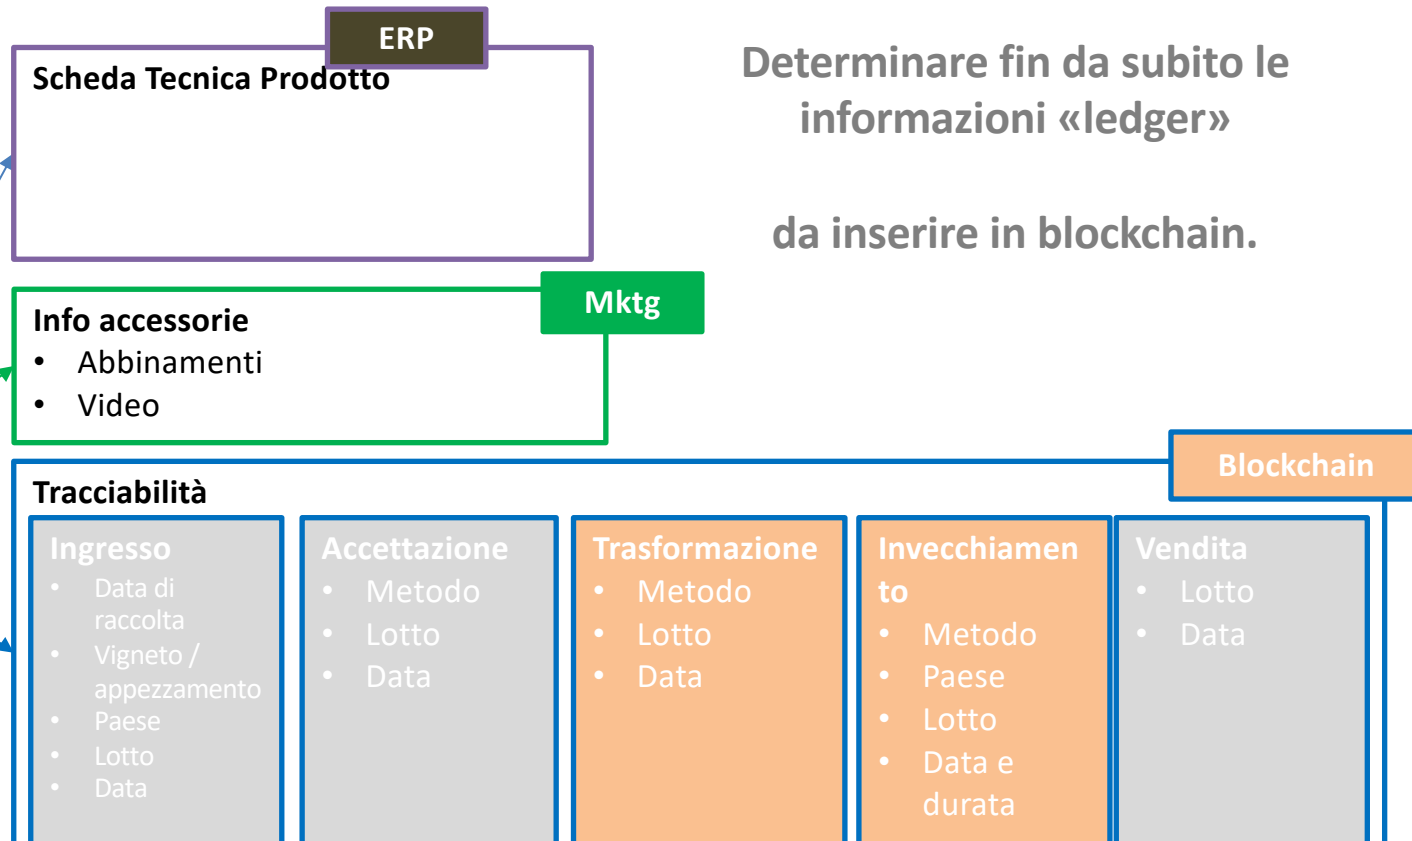 ERP
Scheda Tecnica Prodotto
Determinare fin da subito le
informazioni «ledger»
da inserire in blockchain.
Mktg
Info accessorie
• Abbinamenti
• Video
Blockchain
Tracciabilità
Ingresso
• Data di
raccolta
• Vigneto /
appezzamento
• Paese
• Lotto
• Data
Accettazione
• Metodo
• Lotto
• Data
Trasformazione
• Metodo
• Lotto
• Data
Invecchiamen
to
• Metodo
• Paese
• Lotto
• Data e
durata
Vendita
• Lotto
• Data